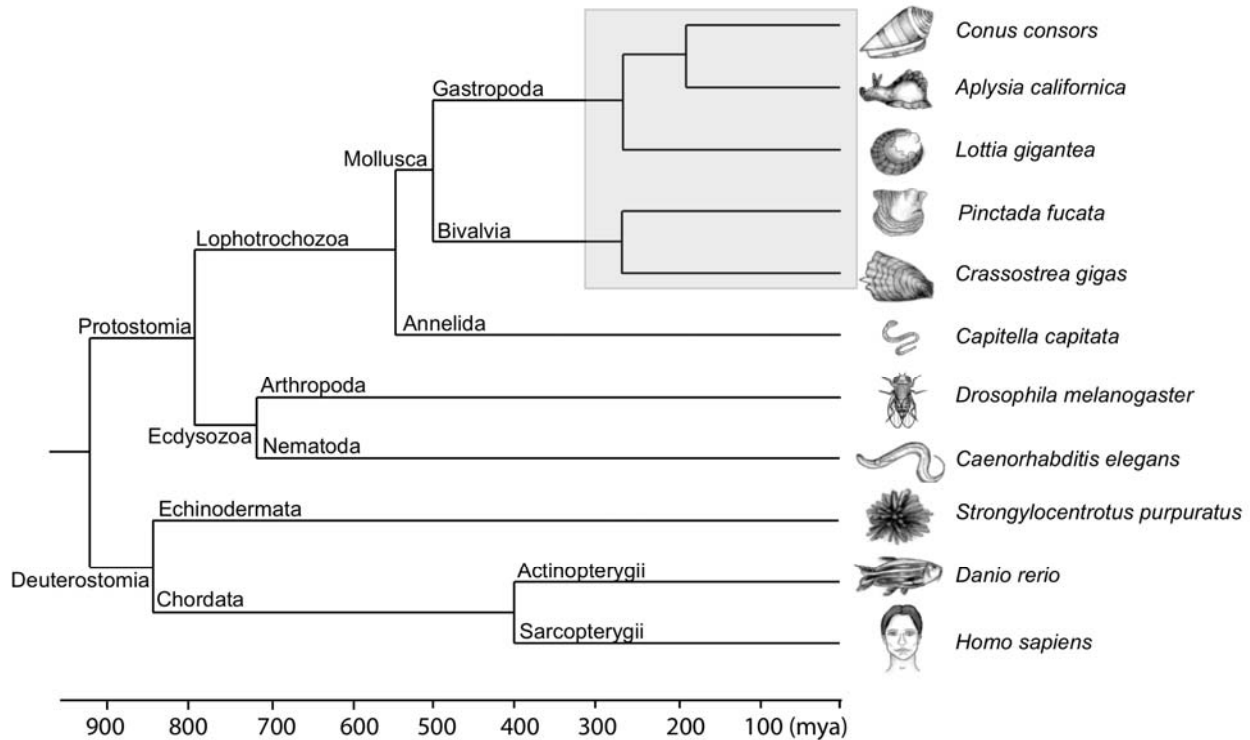 Conus consors
Gastropoda
Aplysia californica
Mollusca
Lottia gigantea
Pinctada fucata
Lophotrochozoa
Bivalvia
Crassostrea gigas
Protostomia
Annelida
Capitella capitata
Arthropoda
Drosophila melanogaster
Ecdysozoa
Nematoda
Caenorhabditis elegans
Echinodermata
Strongylocentrotus purpuratus
Deuterostomia
Actinopterygii
Danio rerio
Chordata
Sarcopterygii
Homo sapiens
900 800 700 600 500 400 300 200 100 (mya)